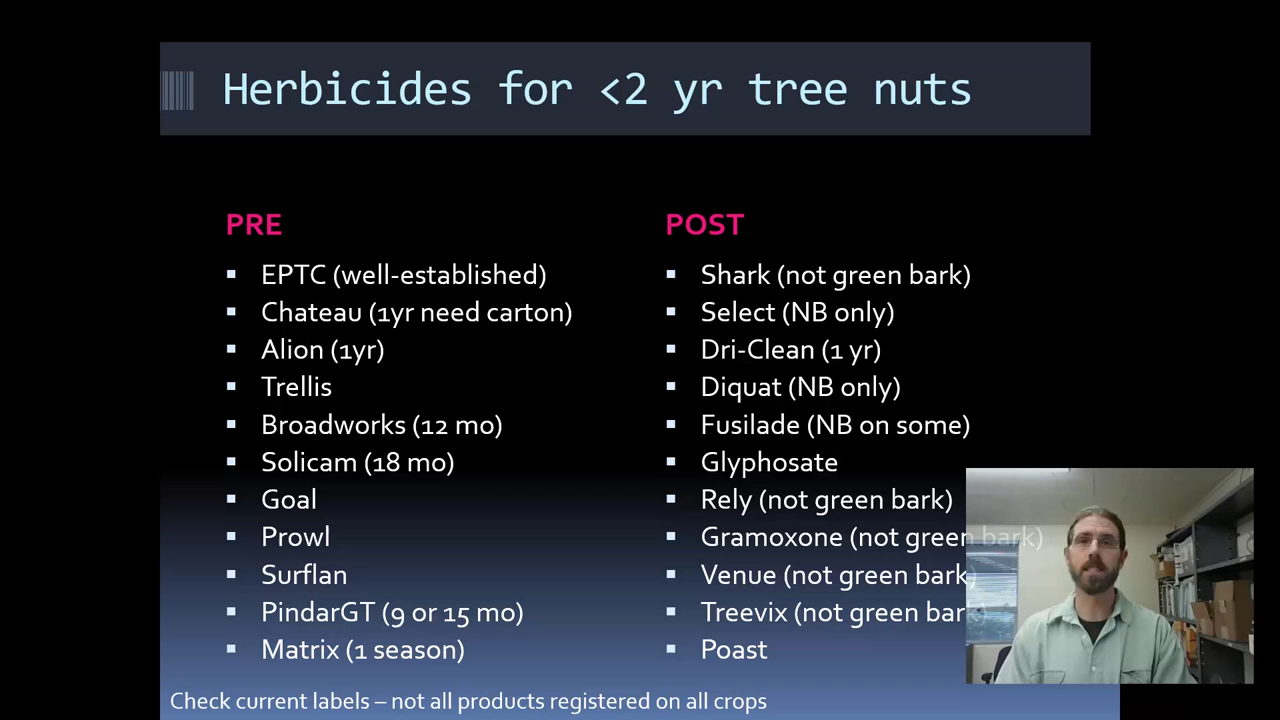 Herbicides for <2 yr tree nuts
PRE
EPTC (well-established)
Chateau (1yr need carton)
Alion (1yr)
Trellis
Broadworks (12 mo)
Solicam (18 mo)
Goal
Prowl
Surflan
PindarGT (9 or 15 mo)
Matrix (1 season)
POST
Shark (not green bark)
Select (NB only)
Dri-Clean (1 yr)
Diquat (NB only)
Fusilade (NB on some)
Glyphosate
Rely (not green bark)
Gramoxone (not green bark)
Venue (not green bark)
Treevix (not green bark)
Poast
Check current labels – not all products registered on all crops